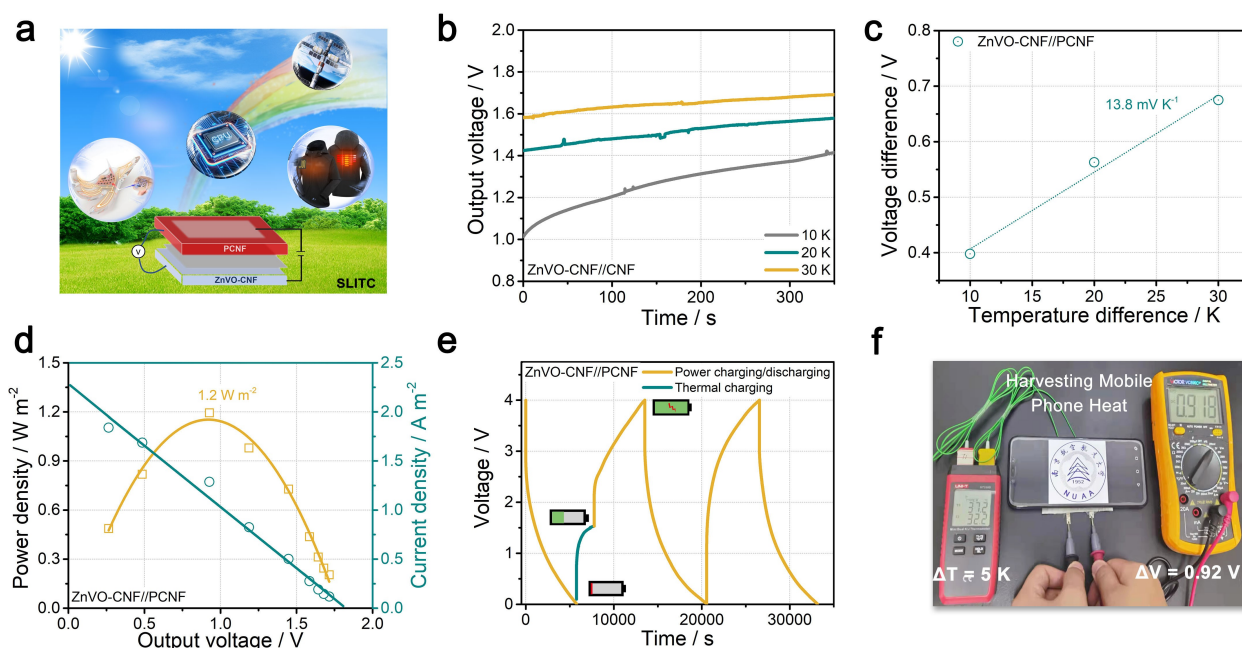 a
CPU
V
PCNF
ZnVO-CNF
SLITC
b
Output voltage / V
2.0
1.8
1.6
1.4
1.2
1.0
0.8
10 K
20 K
30 K
ZnVO-CNF//CNF
0
100
200
300
Time / s
c
Voltage difference / V
0.8
0.7
0.6
0.5
0.4
ZnVO-CNF//PCNF
13.8 mV K⁻¹
10
15
20
25
30
Temperature difference / K
d
Power density / W m⁻²
1.5
1.2
0.9
0.6
0.3
0.0
1.2 W m⁻²
ZnVO-CNF//PCNF
2.5
2.0
1.5
1.0
0.5
0.0
Current density / A m⁻²
0.0
0.5
1.0
1.5
2.0
Output voltage / V
e
Voltage / V
5
4
3
2
1
0
ZnVO-CNF//PCNF
Power charging/discharging
Thermal charging
0
10000
20000
30000
Time / s
f
Harvesting Mobile
Phone Heat
0.918
1952
NUAA
UNI-T
20A
ΔT = 5 K
ΔV = 0.92 V